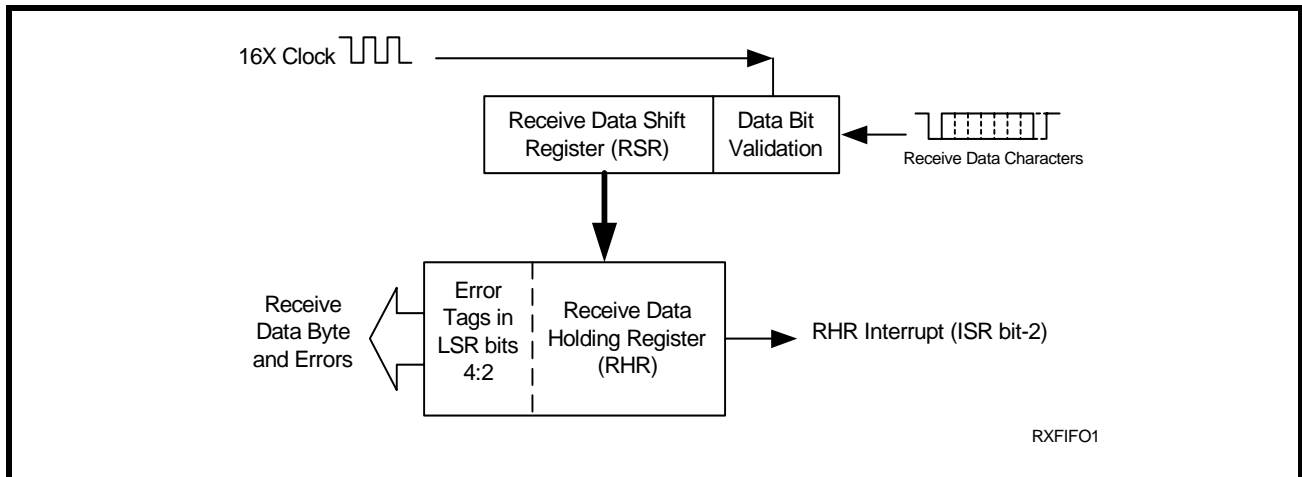 16X Clock
Receive Data Shift
Register (RSR)
Data Bit
Validation
Receive Data Characters
Receive
Data Byte
and Errors
Error
Tags in
LSR bits
4:2
Receive Data
Holding Register
(RHR)
RHR Interrupt (ISR bit-2)
RXFIFO1